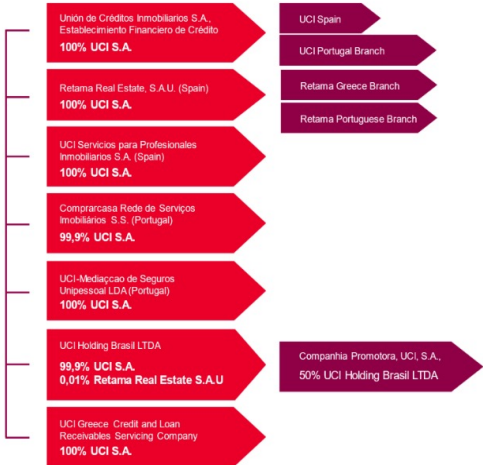 Unión de Créditos Inmobiliarios S.A.,
Establecimiento Financiero de Crédito
100% UCI S.A.
UCI Spain
UCI Portugal Branch
Retama Real Estate, S.A.U. (Spain)
100% UCI S.A.
Retama Greece Branch
Retama Portuguese Branch
UCI Servicios para Profesionales
Inmobiliarios S.A. (Spain)
100% UCI S.A.
Comprarcasa Rede de Serviços
Imobiliários S.S. (Portugal)
99,9% UCI S.A.
UCI-Mediaçcao de Seguros
Unipessoal LDA (Portugal)
100% UCI S.A.
UCI Holding Brasil LTDA
99,9% UCI S.A.
0,01% Retama Real Estate S.A.U
Companhia Promotora, UCI, S.A.,
50% UCI Holding Brasil LTDA
UCI Greece Credit and Loan
Receivables Servicing Company
100% UCI S.A.